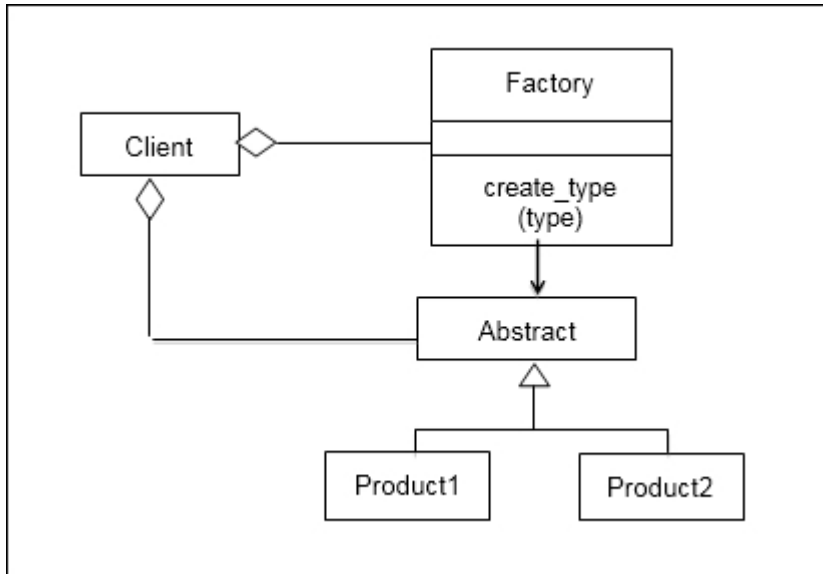 Factory
Client
create_type
(type)
Abstract
Product1
Product2